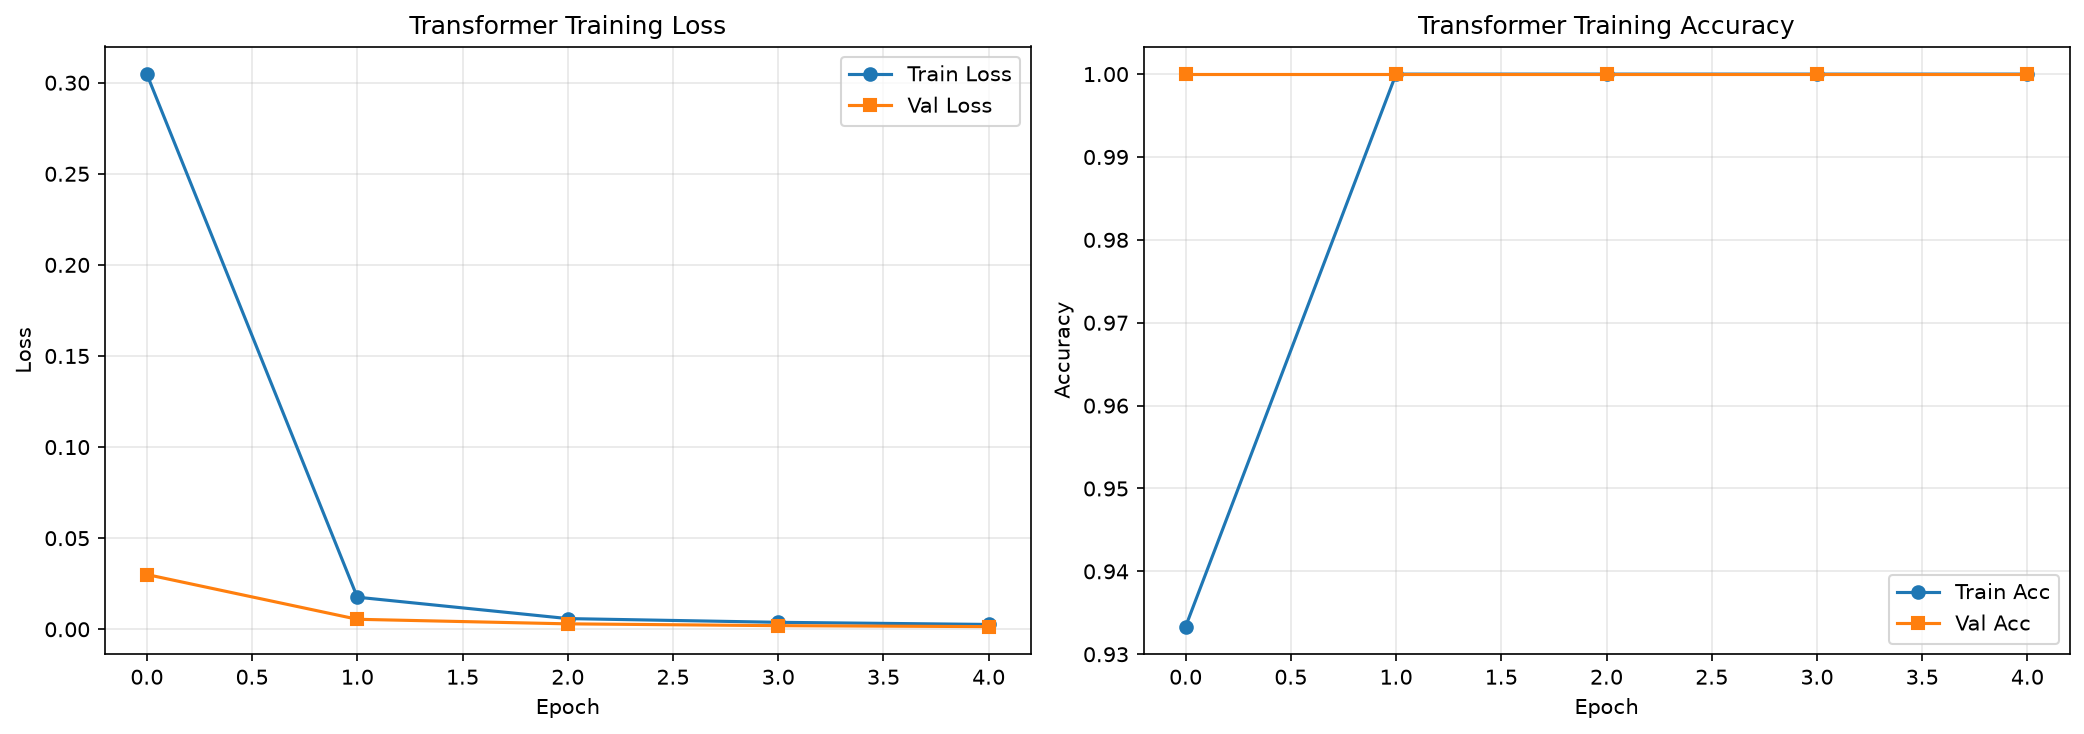 Transformer Training Loss
0.30
0.25
0.20
0.15
0.10
0.05
0.00
Loss
Train Loss
Val Loss
0.0 0.5 1.0 1.5 2.0 2.5 3.0 3.5 4.0
Epoch
Transformer Training Accuracy
1.00
0.99
0.98
0.97
0.96
0.95
0.94
0.93
Accuracy
Train Acc
Val Acc
0.0 0.5 1.0 1.5 2.0 2.5 3.0 3.5 4.0
Epoch